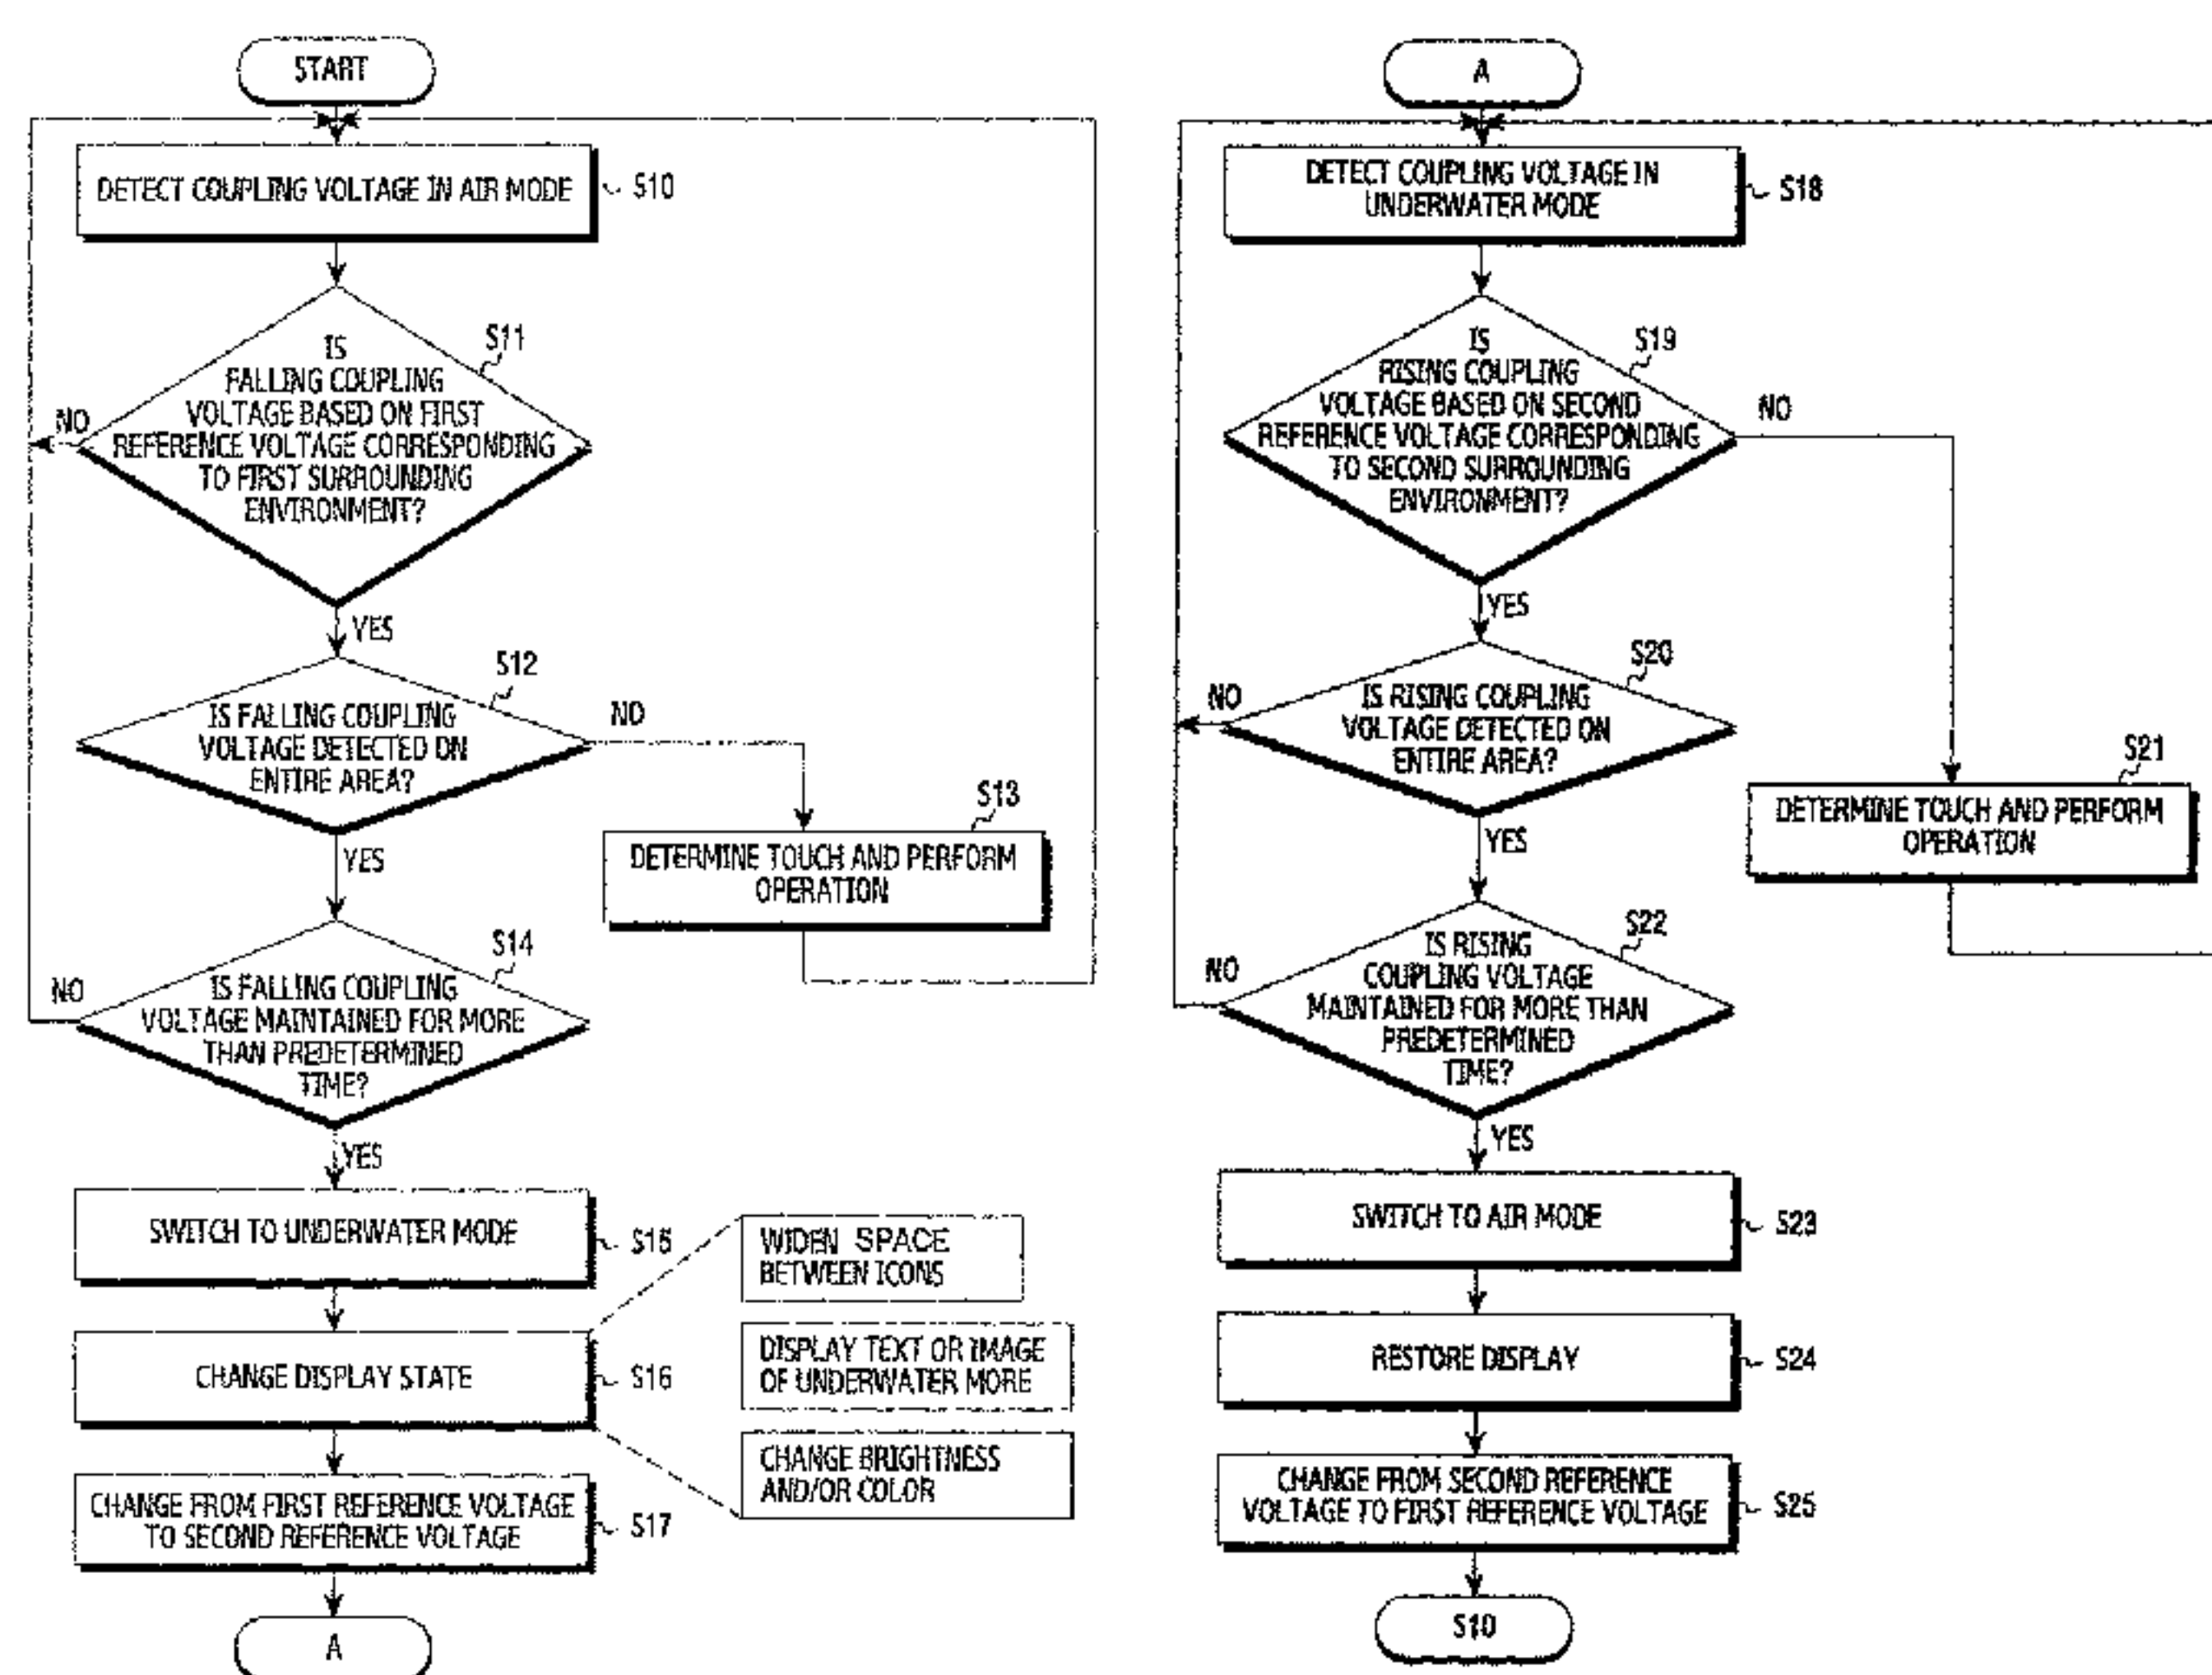 START
DETECT COUPLING VOLTAGE IN AIR MODE
S10
S11
IS
FALLING COUPLING
VOLTAGE BASED ON FIRST
REFERENCE VOLTAGE CORRESPONDING
TO FIRST SURROUNDING
ENVIRONMENT?
NO
YES
S12
IS FALLING COUPLING
VOLTAGE DETECTED ON
ENTIRE AREA?
NO
YES
S13
DETERMINE TOUCH AND PERFORM
OPERATION
S14
IS FALLING COUPLING
VOLTAGE MAINTAINED FOR MORE
THAN PREDETERMINED
TIME?
NO
YES
SWITCH TO UNDERWATER MODE
S15
CHANGE DISPLAY STATE
S16
WIDEN SPACE
BETWEEN ICONS
DISPLAY TEXT OR IMAGE
OF UNDERWATER MORE
CHANGE BRIGHTNESS
AND/OR COLOR
CHANGE FROM FIRST REFERENCE VOLTAGE
TO SECOND REFERENCE VOLTAGE
S17
A
A
DETECT COUPLING VOLTAGE IN
UNDERWATER MODE
S18
S19
IS
RISING COUPLING
VOLTAGE BASED ON SECOND
REFERENCE VOLTAGE CORRESPONDING
TO SECOND SURROUNDING
ENVIRONMENT?
NO
YES
S20
IS RISING COUPLING
VOLTAGE DETECTED ON
ENTIRE AREA?
NO
YES
S21
DETERMINE TOUCH AND PERFORM
OPERATION
S22
IS RISING
COUPLING VOLTAGE
MAINTAINED FOR MORE THAN
PREDETERMINED
TIME?
NO
YES
SWITCH TO AIR MODE
S23
RESTORE DISPLAY
S24
CHANGE FROM SECOND REFERENCE
VOLTAGE TO FIRST REFERENCE VOLTAGE
S25
S10